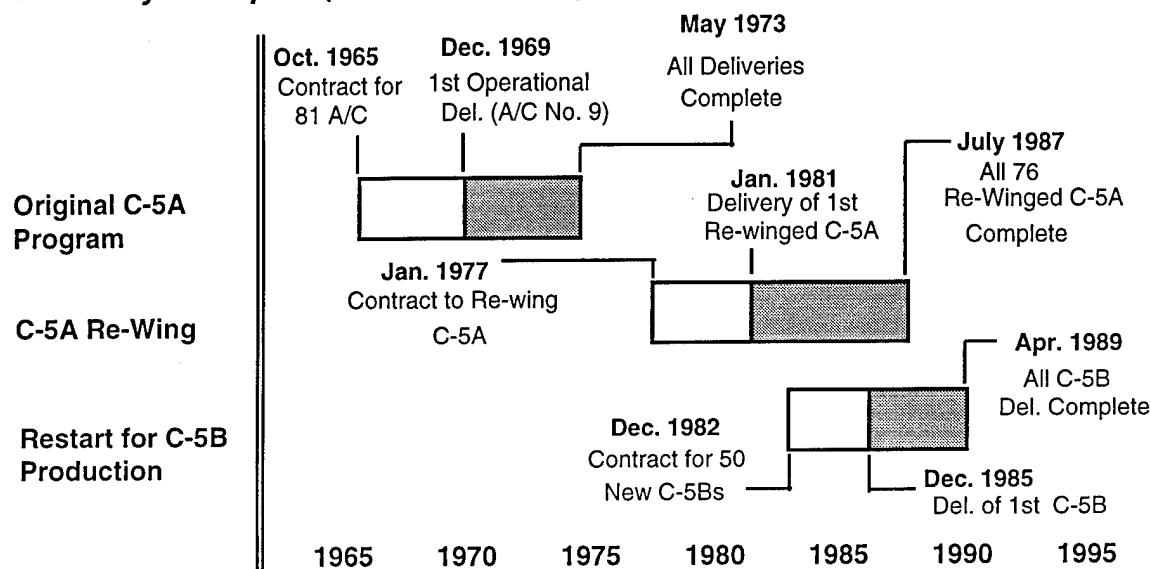 Oct. 1965
Contract for
81 A/C
Dec. 1969
1st Operational
Del. (A/C No. 9)
May 1973
All Deliveries
Complete
July 1987
All 76
Re-Winged C-5A
Complete
Jan. 1981
Delivery of 1st
Re-winged C-5A
Original C-5A
Program
Jan. 1977
Contract to Re-wing
C-5A
C-5A Re-Wing
Apr. 1989
All C-5B
Del. Complete
Restart for C-5B
Production
Dec. 1982
Contract for 50
New C-5Bs
Dec. 1985
Del. of 1st C-5B
1965 1970 1975 1980 1985 1990 1995